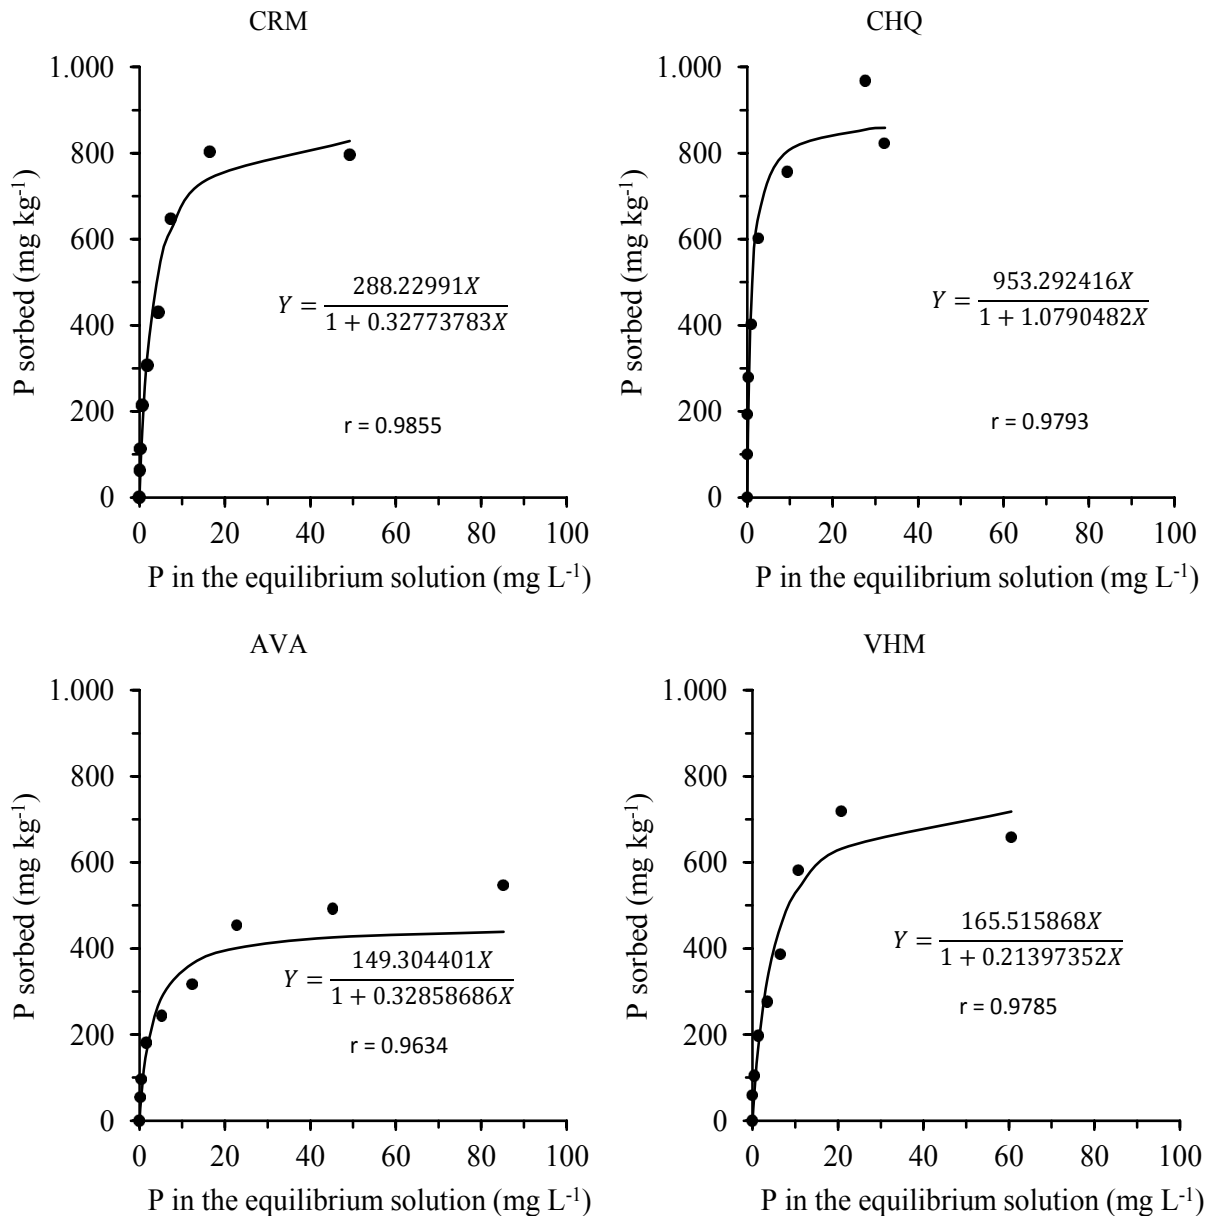 CRM
1.000
800
600
400
200
0
P sorbed (mg kg⁻¹)
Y = 288.22991X / 1 + 0.32773783X
r = 0.9855
0 20 40 60 80 100
P in the equilibrium solution (mg L⁻¹)
CHQ
1.000
800
600
400
200
0
P sorbed (mg kg⁻¹)
Y = 953.292416X / 1 + 1.0790482X
r = 0.9793
0 20 40 60 80 100
P in the equilibrium solution (mg L⁻¹)
AVA
1.000
800
600
400
200
0
P sorbed (mg kg⁻¹)
Y = 149.304401X / 1 + 0.32858686X
r = 0.9634
0 20 40 60 80 100
P in the equilibrium solution (mg L⁻¹)
VHM
1.000
800
600
400
200
0
P sorbed (mg kg⁻¹)
Y = 165.515868X / 1 + 0.21397352X
r = 0.9785
0 20 40 60 80 100
P in the equilibrium solution (mg L⁻¹)